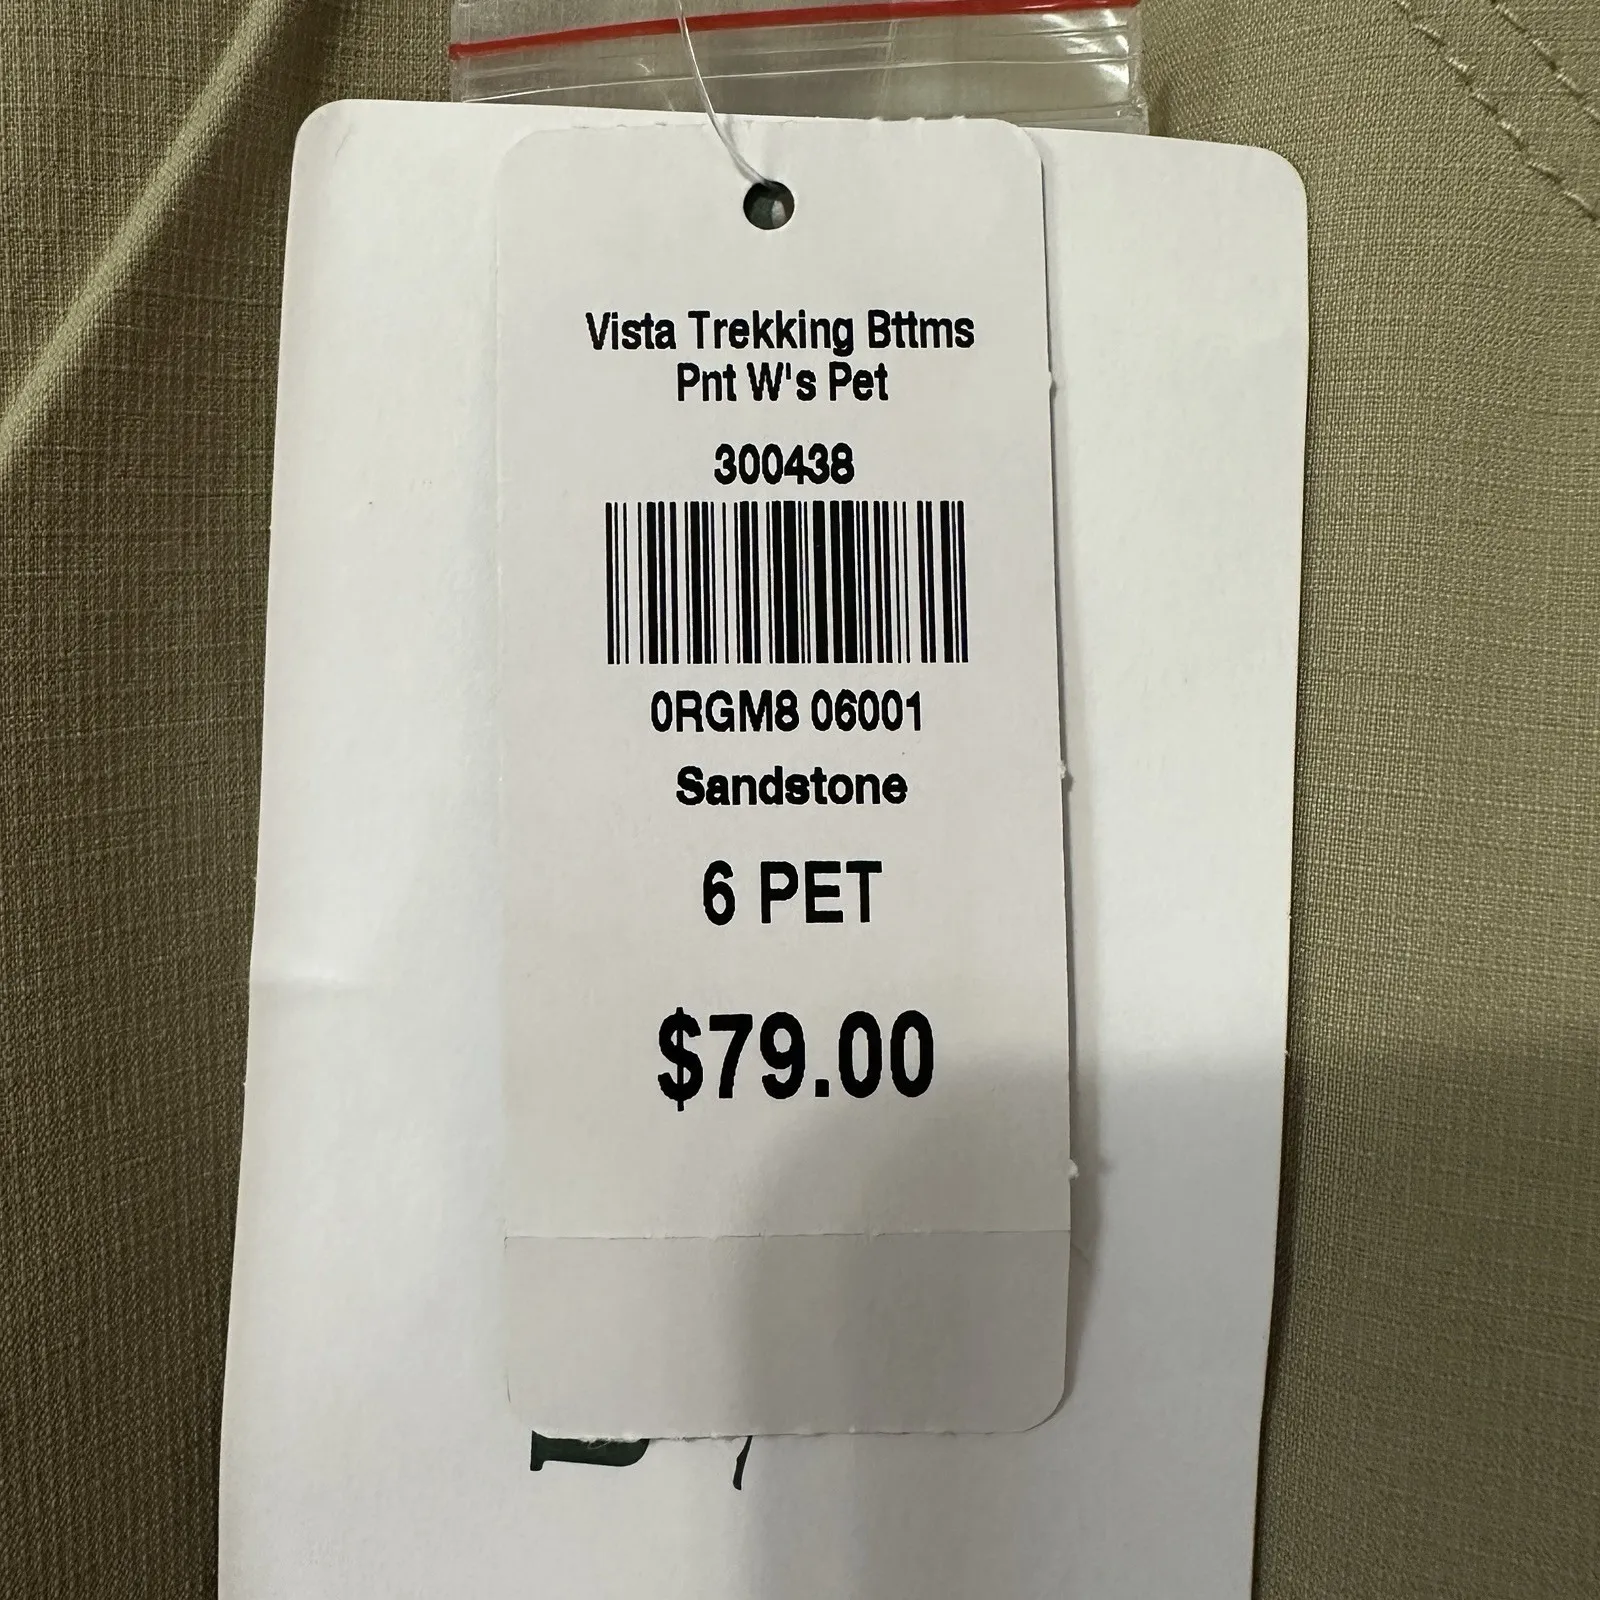 Vista Trekking Bttms
Pnt W's Pet
300438
0RGM8 06001
Sandstone
6 PET
$79.00